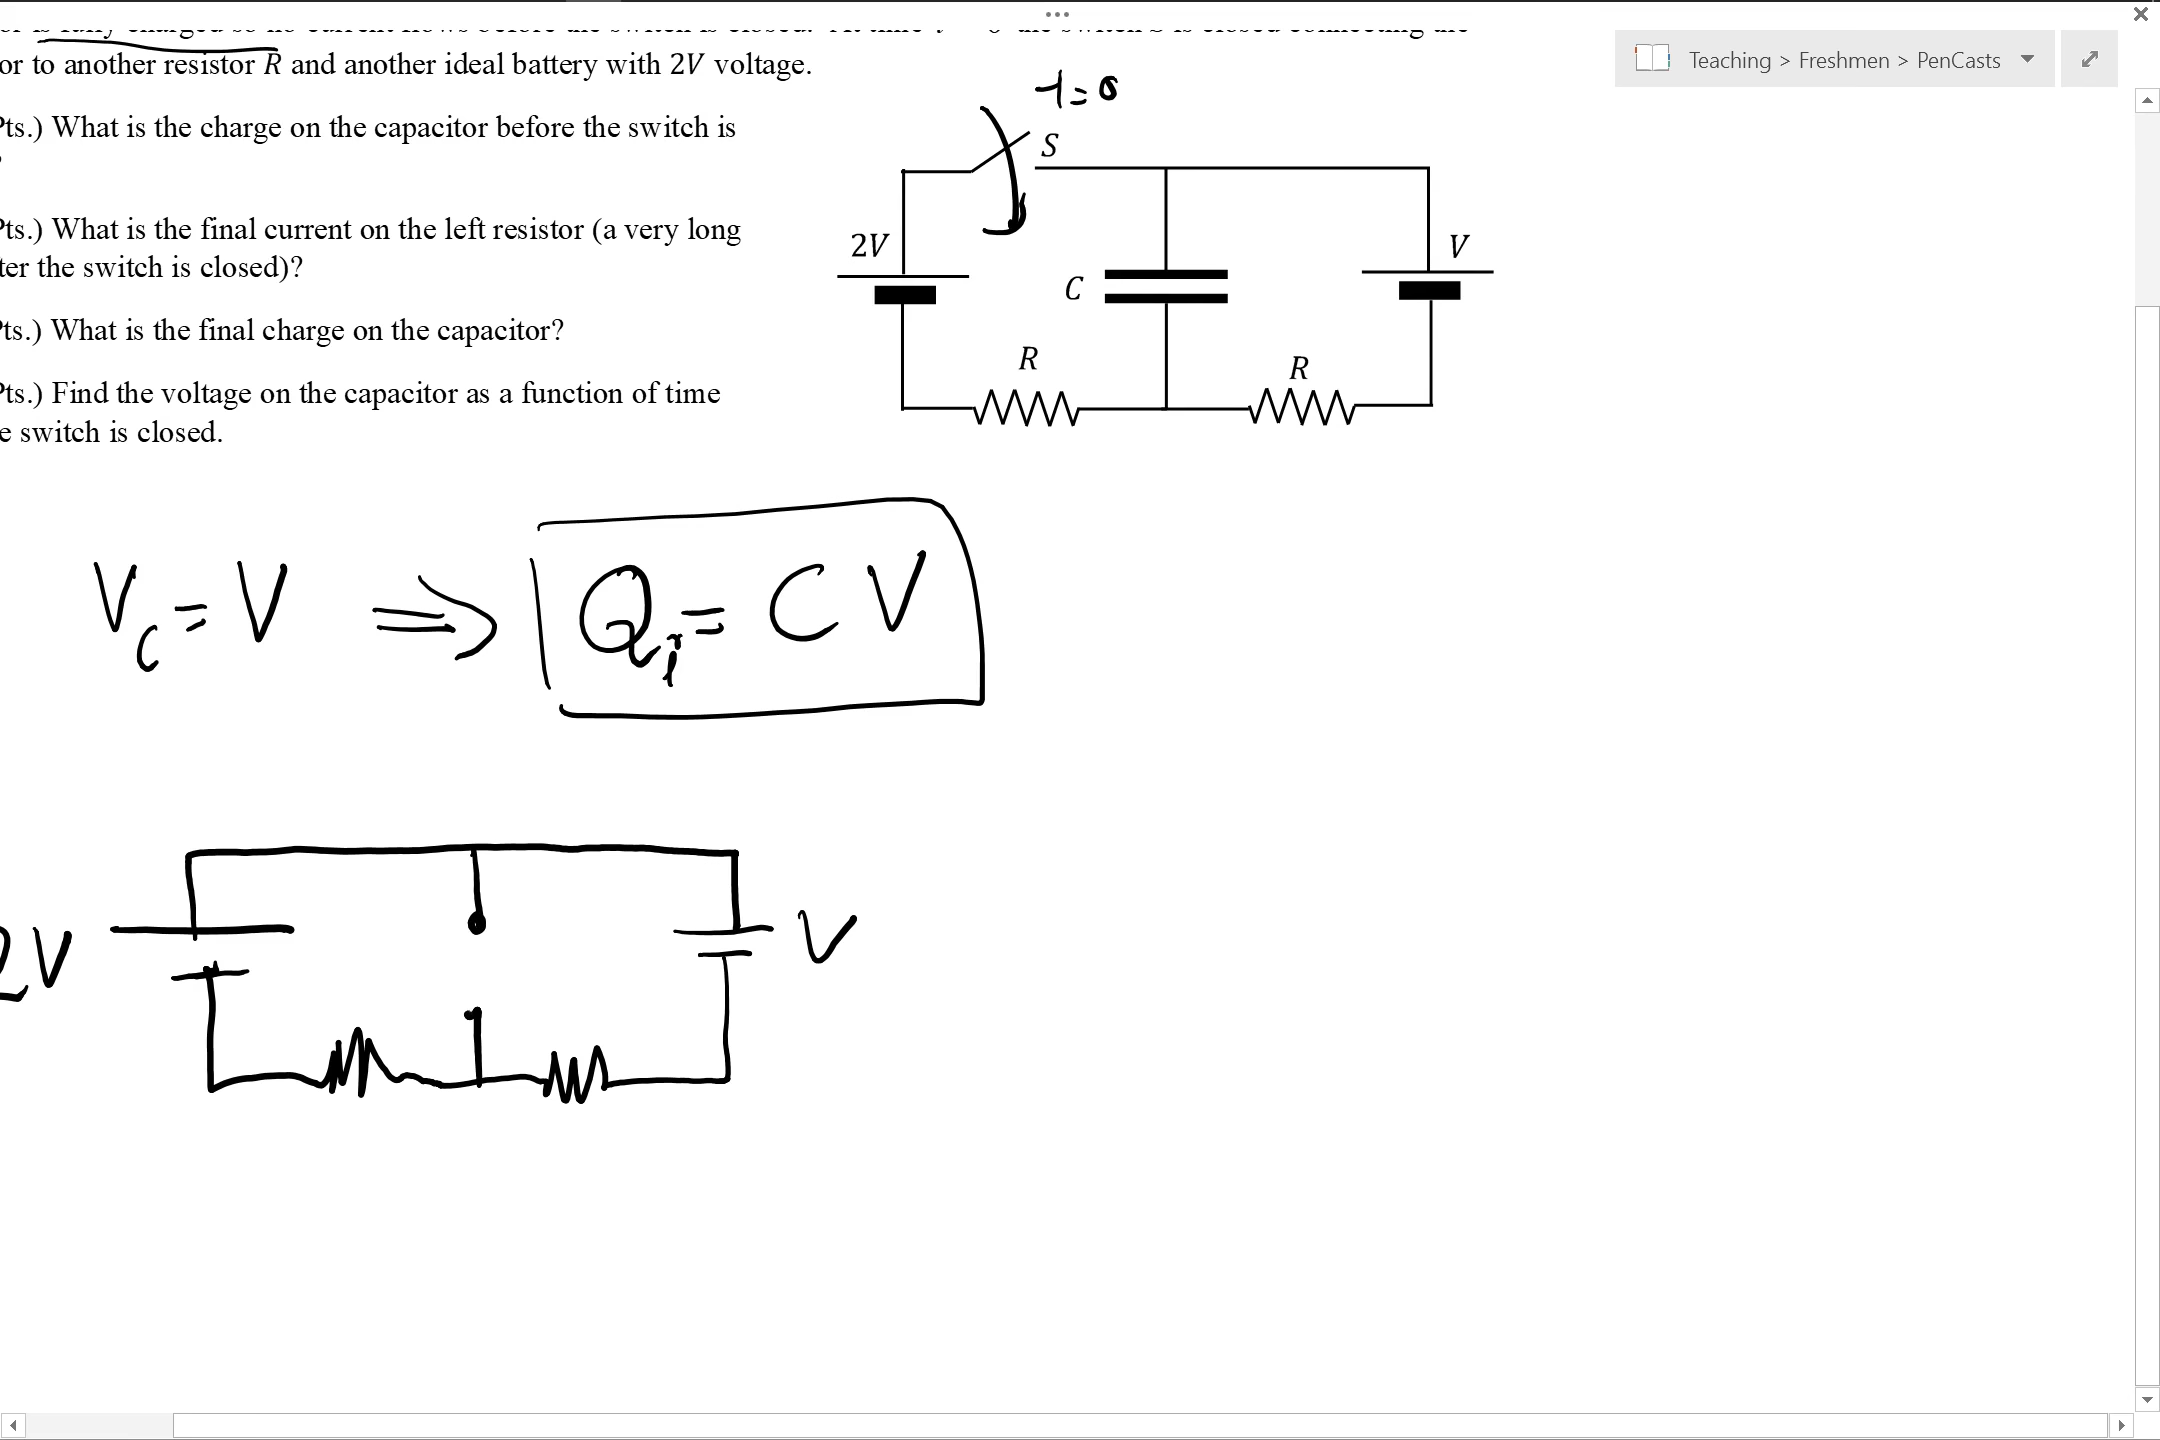 or to another resistor R and another ideal battery with 2V voltage.
Teaching > Freshmen > PenCasts
t=0
Pts.) What is the charge on the capacitor before the switch is
?
S
Pts.) What is the final current on the left resistor (a very long
ter the switch is closed)?
2V
V
C
Pts.) What is the final charge on the capacitor?
R
R
Pts.) Find the voltage on the capacitor as a function of time
e switch is closed.
V_C = V ⇒ Q_i = CV
2V
V